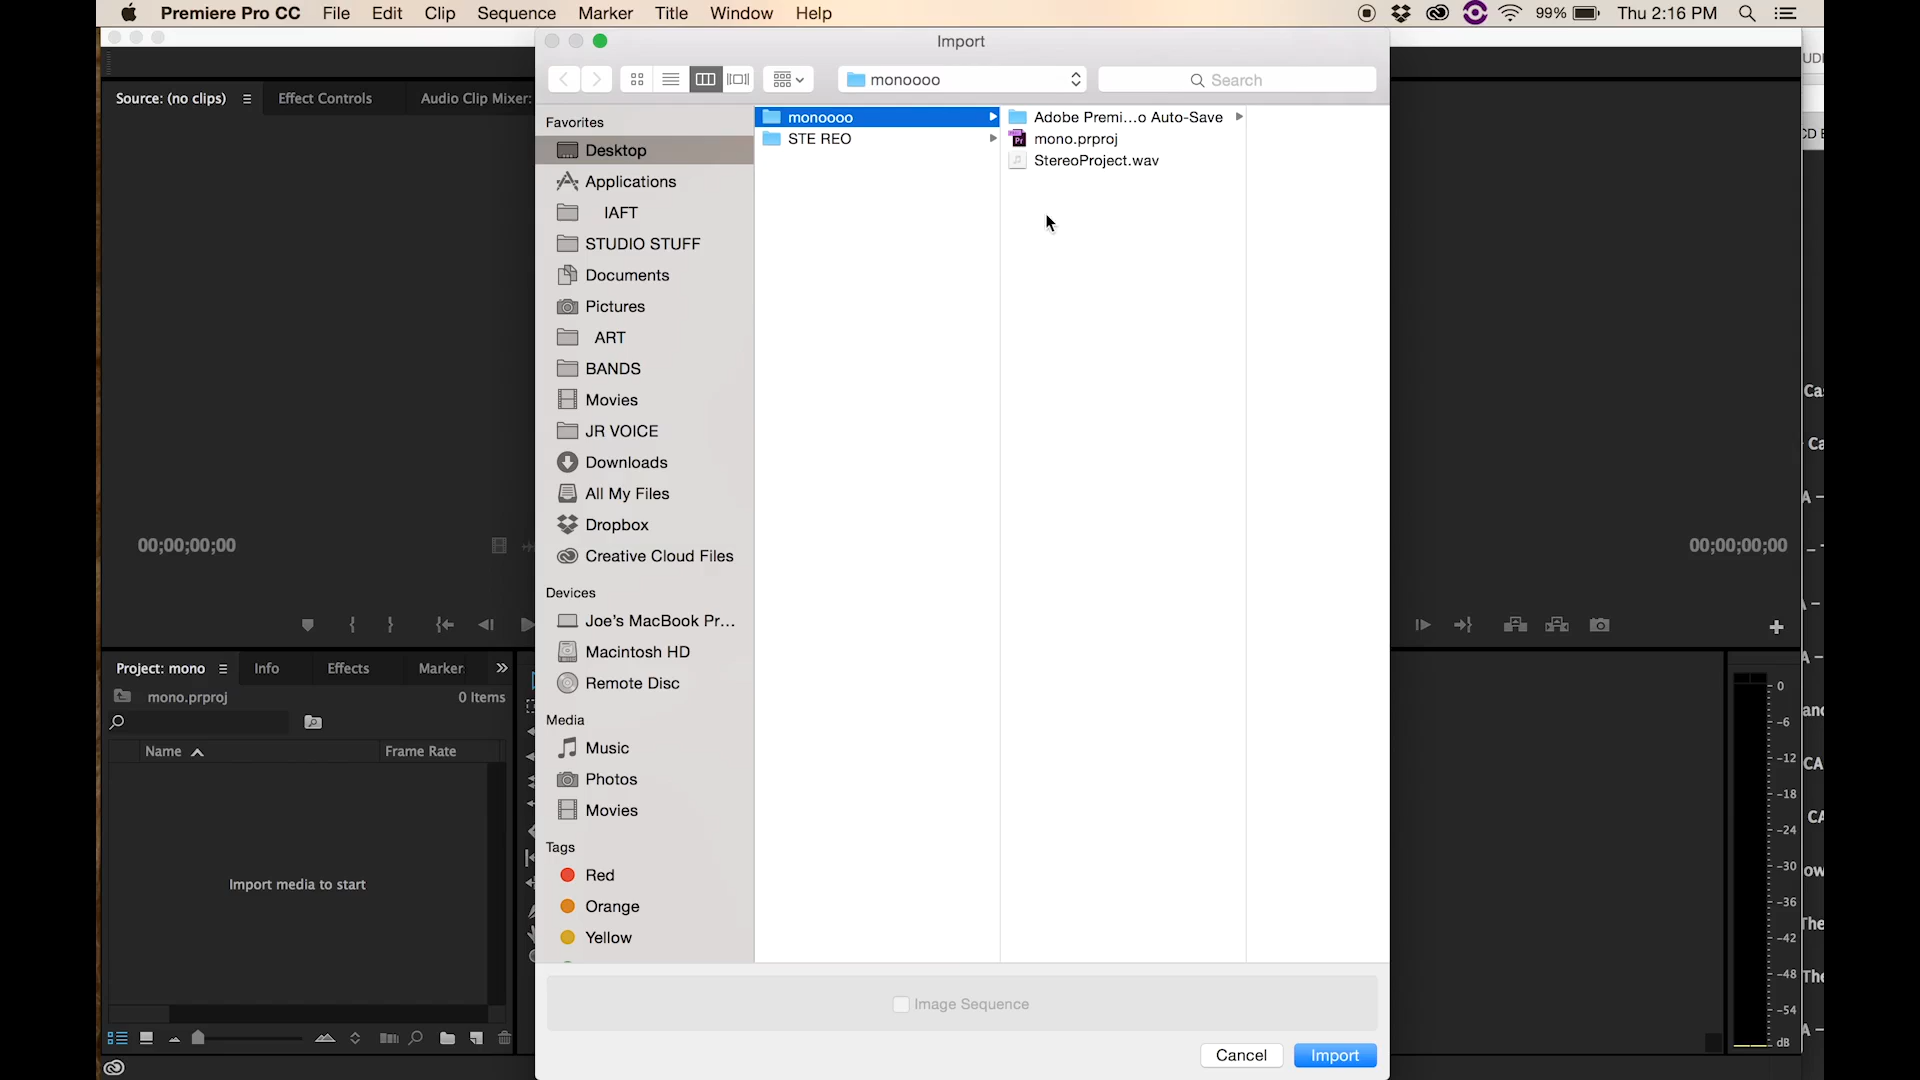 Premiere Pro CC File Edit Clip Sequence Marker Title Window Help 99% Thu 2:16 PM
Import
monoooo Search
Source: (no clips) Effect Controls Audio Clip Mixer:
Favorites
Desktop
Applications
IAFT
STUDIO STUFF
Documents
Pictures
ART
BANDS
Movies
JR VOICE
Downloads
All My Files
Dropbox
Creative Cloud Files
Devices
Joe's MacBook Pr...
Macintosh HD
Remote Disc
Media
Music
Photos
Movies
Tags
Red
Orange
Yellow
monoooo
STE REO
Adobe Premi...o Auto-Save
mono.prproj
StereoProject.wav
Image Sequence
Cancel Import
00;00;00;00
00;00;00;00
Project: mono Info Effects Marker
mono.prproj 0 Items
Name Frame Rate
Import media to start
0
-6
-12
-18
-24
-30
-36
-42
-48
-54
dB